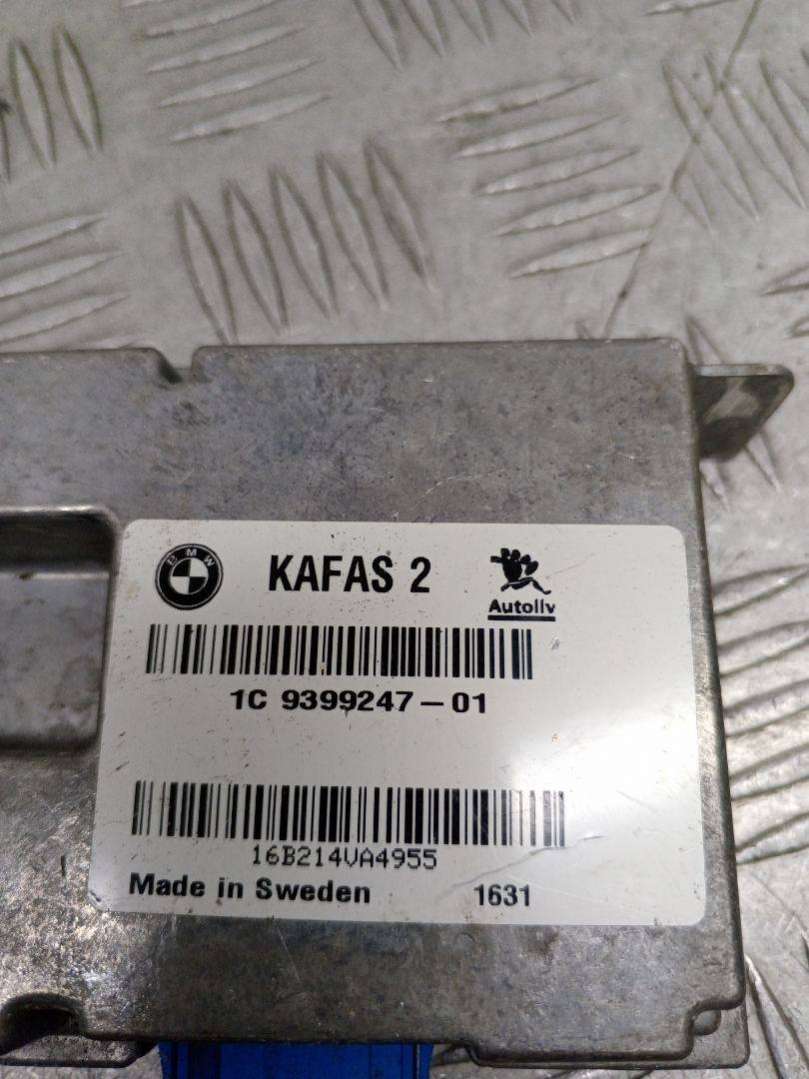 BMW KAFAS 2
Autoliv
1C 9399247-01
16B214VA4955
Made in Sweden 1631